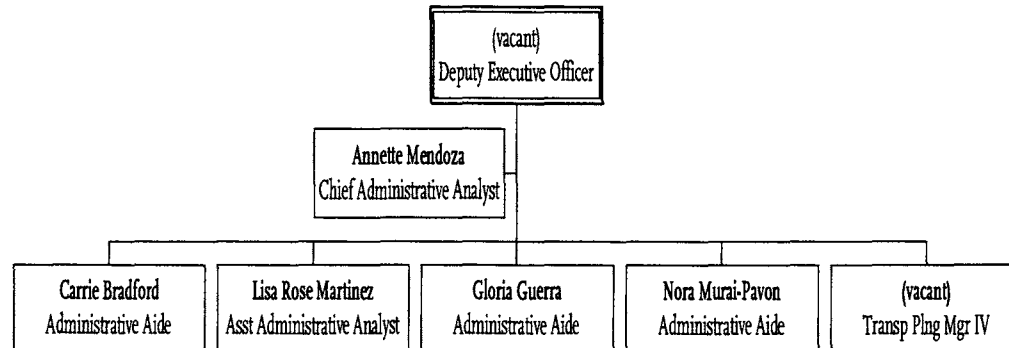 (vacant)
Deputy Executive Officer
Annette Mendoza
Chief Administrative Analyst
Carrie Bradford
Administrative Aide
Lisa Rose Martinez
Asst Administrative Analyst
Gloria Guerra
Administrative Aide
Nora Murai-Pavon
Administrative Aide
(vacant)
Transp Plng Mgr IV